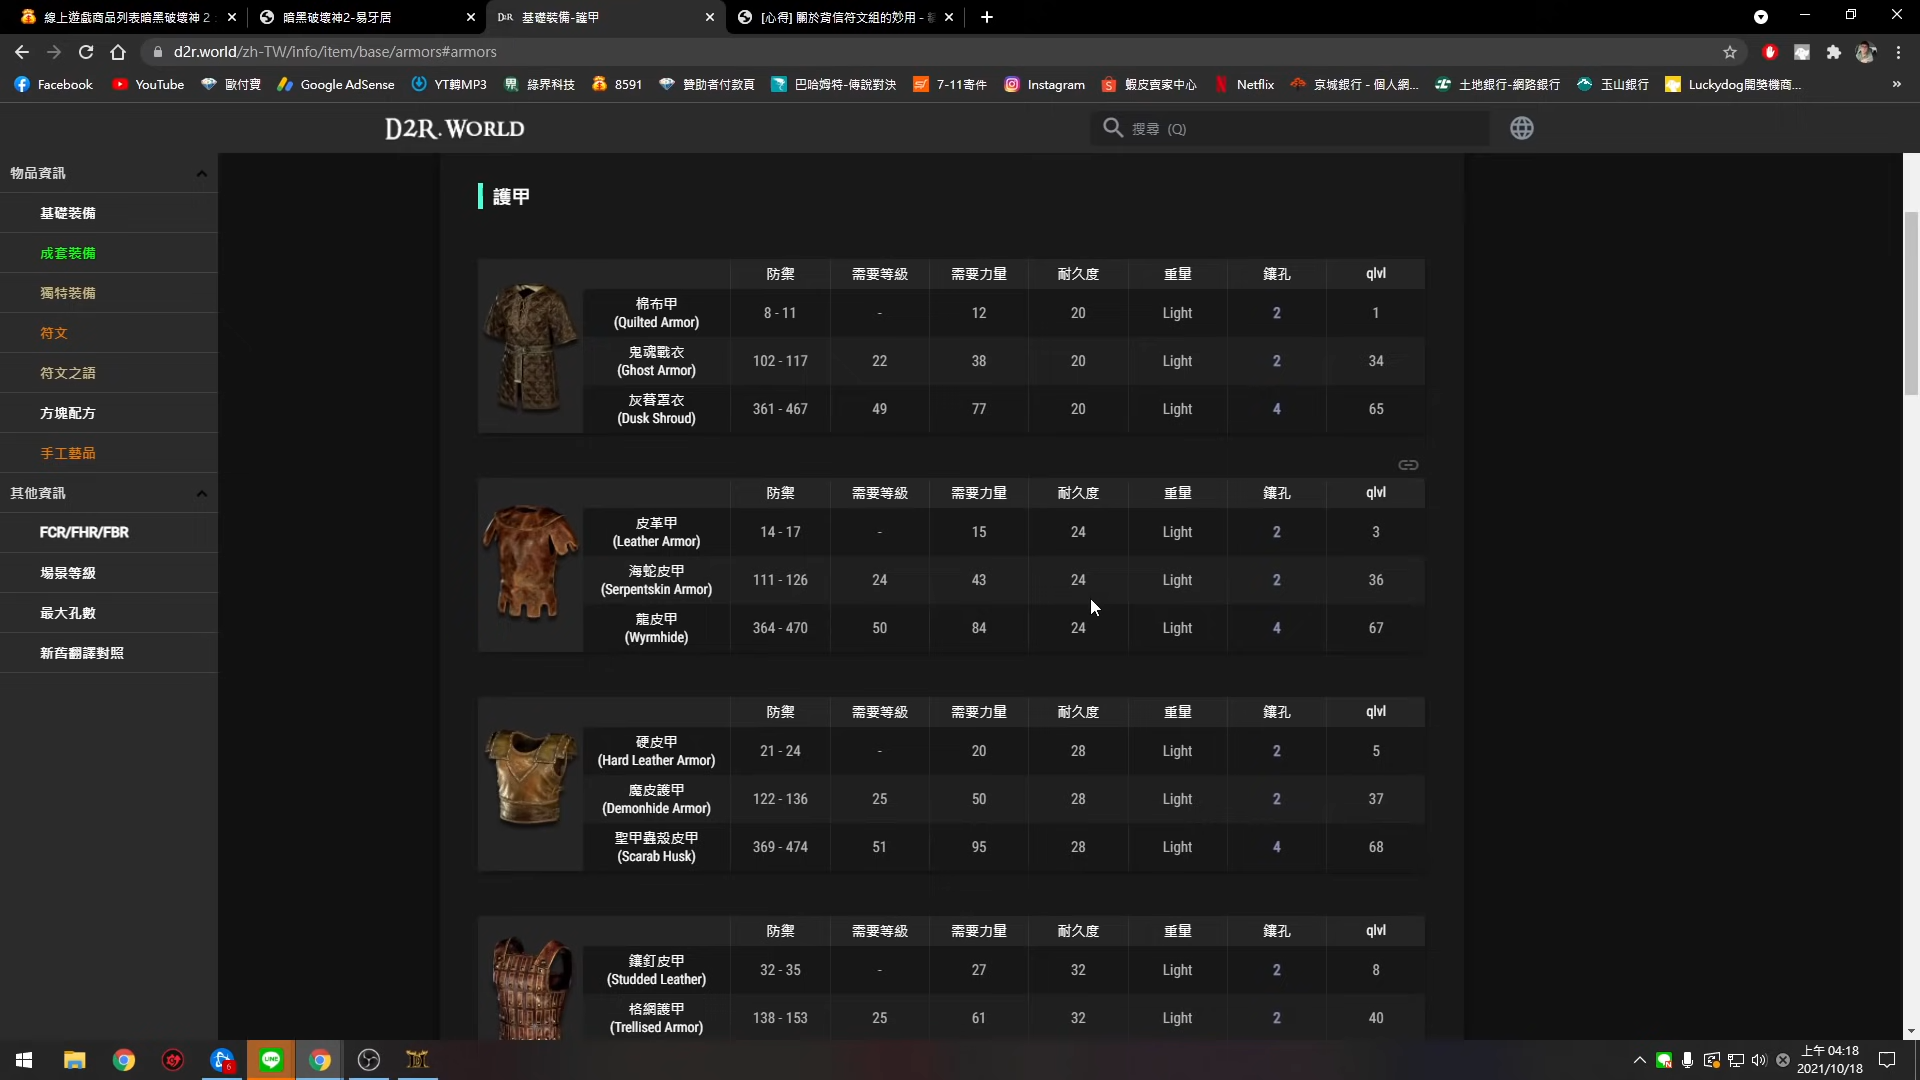 線上遊戲商品列表暗黑破壞神 2
暗黑破壞神2-易牙居
D2R 基礎裝備-護甲
[心得] 關於背信符文組的妙用 -
d2r.world/zh-TW/info/item/base/armors#armors
Facebook
YouTube
歐付寶
Google AdSense
YT轉MP3
綠界科技
8591
贊助者付款頁
巴哈姆特-傳說對決
7-11寄件
Instagram
蝦皮賣家中心
Netflix
京城銀行 - 個人網...
土地銀行-網路銀行
玉山銀行
Luckydog開獎機商...
»
D2R.WORLD
搜尋 (Q)
物品資訊
基礎裝備
成套裝備
獨特裝備
符文
符文之語
方塊配方
手工藝品
其他資訊
FCR/FHR/FBR
場景等級
最大孔數
新舊翻譯對照
護甲
防禦 需要等級 需要力量 耐久度 重量 鑲孔 qlvl
棉布甲
(Quilted Armor) 8 - 11 - 12 20 Light 2 1
鬼魂戰衣
(Ghost Armor) 102 - 117 22 38 20 Light 2 34
灰暮罩衣
(Dusk Shroud) 361 - 467 49 77 20 Light 4 65
防禦 需要等級 需要力量 耐久度 重量 鑲孔 qlvl
皮革甲
(Leather Armor) 14 - 17 - 15 24 Light 2 3
海蛇皮甲
(Serpentskin Armor) 111 - 126 24 43 24 Light 2 36
龍皮甲
(Wyrmhide) 364 - 470 50 84 24 Light 4 67
防禦 需要等級 需要力量 耐久度 重量 鑲孔 qlvl
硬皮甲
(Hard Leather Armor) 21 - 24 - 20 28 Light 2 5
魔皮護甲
(Demonhide Armor) 122 - 136 25 50 28 Light 2 37
聖甲蟲殼皮甲
(Scarab Husk) 369 - 474 51 95 28 Light 4 68
防禦 需要等級 需要力量 耐久度 重量 鑲孔 qlvl
鑲釘皮甲
(Studded Leather) 32 - 35 - 27 32 Light 2 8
格網護甲
(Trellised Armor) 138 - 153 25 61 32 Light 2 40
6
LINE
上午 04:18
2021/10/18